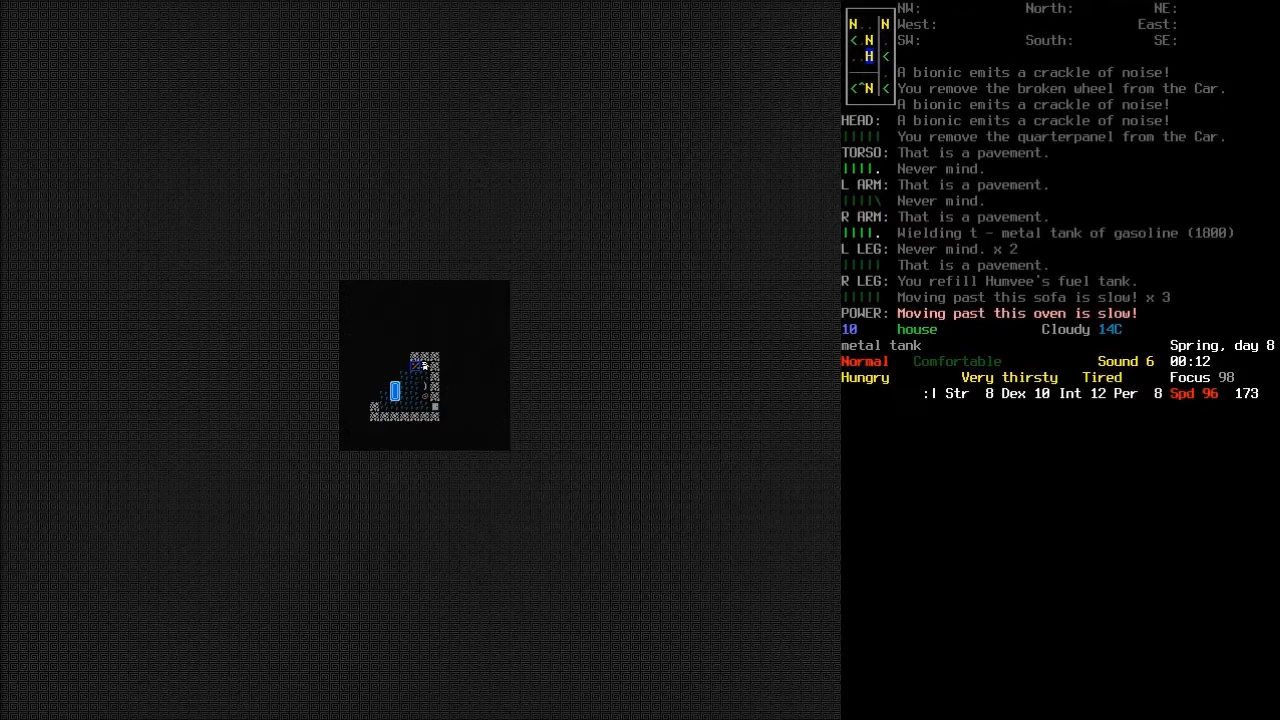 NW: North: NE:
N . . N West: East:
< . N SW: South: SE:
. . H <
A bionic emits a crackle of noise!
< ^ N < You remove the broken wheel from the Car.
A bionic emits a crackle of noise!
HEAD: A bionic emits a crackle of noise!
||||| You remove the quarterpanel from the Car.
TORSO: That is a pavement.
||||. Never mind.
L ARM: That is a pavement.
||||\ Never mind.
R ARM: That is a pavement.
||||. Wielding t - metal tank of gasoline (1800)
L LEG: Never mind. x 2
||||| That is a pavement.
R LEG: You refill Humvee's fuel tank.
||||| Moving past this sofa is slow! x 3
POWER: Moving past this oven is slow!
10 house Cloudy 14C
metal tank Spring, day 8
Normal Comfortable Sound 6 00:12
Hungry Very thirsty Tired Focus 98
:| Str 8 Dex 10 Int 12 Per 8 Spd 96 173